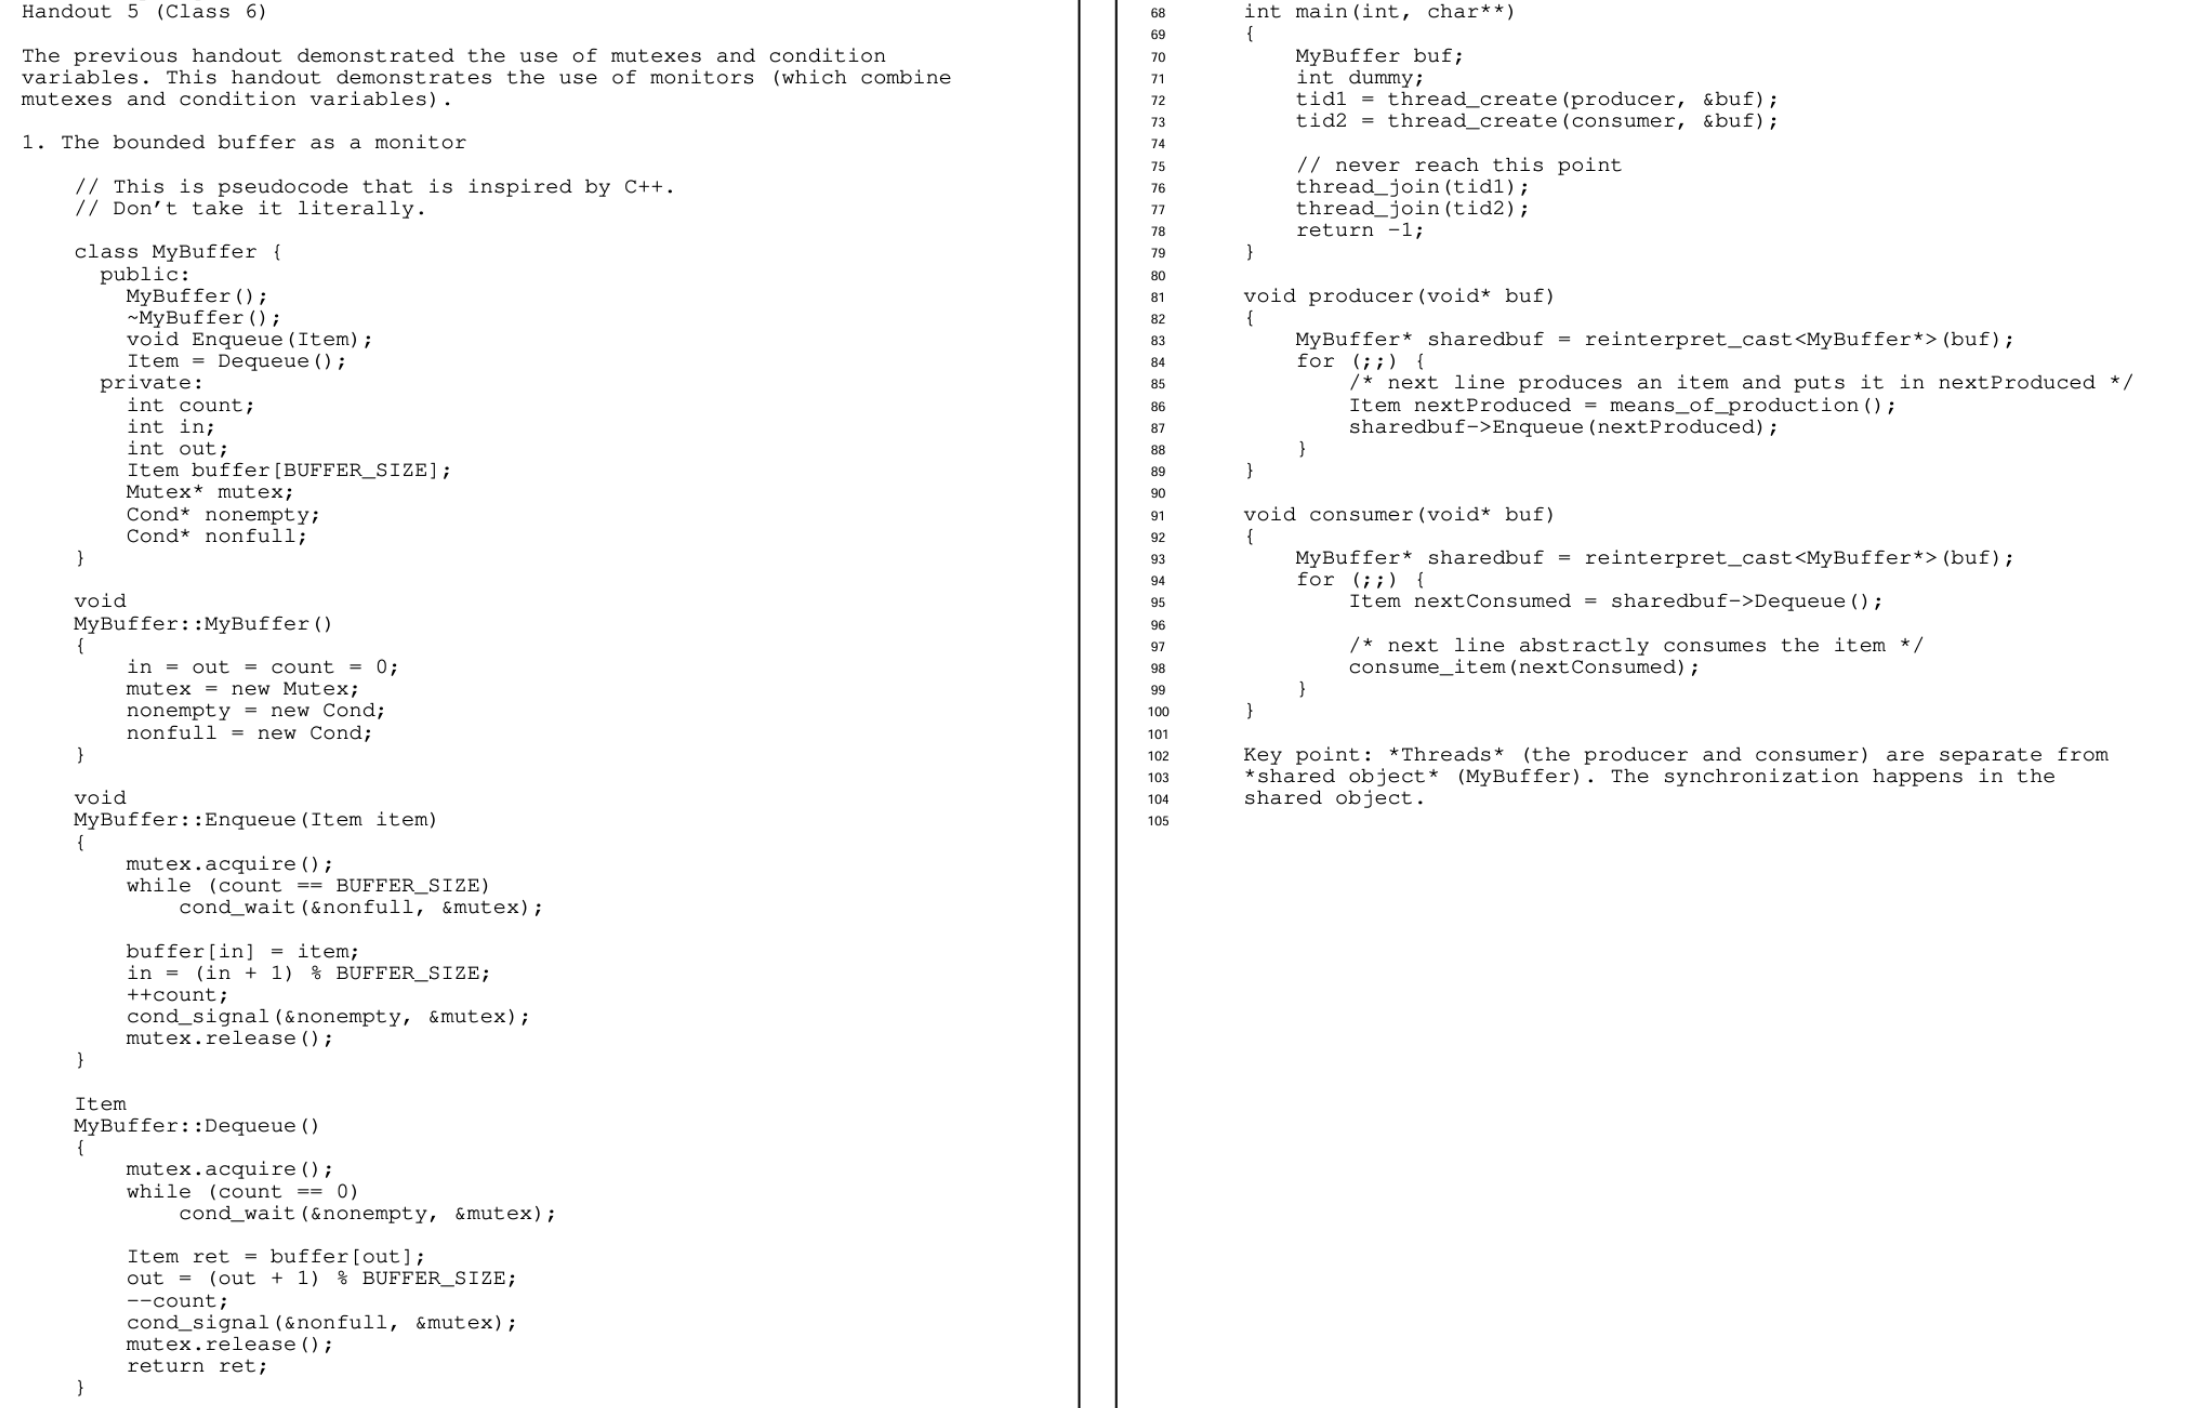 Handout 5 (Class 6)

The previous handout demonstrated the use of mutexes and condition
variables. This handout demonstrates the use of monitors (which combine
mutexes and condition variables).

1. The bounded buffer as a monitor

    // This is pseudocode that is inspired by C++.
    // Don’t take it literally.

    class MyBuffer {
      public:
        MyBuffer();
        ~MyBuffer();
        void Enqueue(Item);
        Item = Dequeue();
      private:
        int count;
        int in;
        int out;
        Item buffer[BUFFER_SIZE];
        Mutex* mutex;
        Cond* nonempty;
        Cond* nonfull;
    }

    void
    MyBuffer::MyBuffer()
    {
        in = out = count = 0;
        mutex = new Mutex;
        nonempty = new Cond;
        nonfull = new Cond;
    }

    void
    MyBuffer::Enqueue(Item item)
    {
        mutex.acquire();
        while (count == BUFFER_SIZE)
            cond_wait(&nonfull, &mutex);

        buffer[in] = item;
        in = (in + 1) % BUFFER_SIZE;
        ++count;
        cond_signal(&nonempty, &mutex);
        mutex.release();
    }

    Item
    MyBuffer::Dequeue()
    {
        mutex.acquire();
        while (count == 0)
            cond_wait(&nonempty, &mutex);

        Item ret = buffer[out];
        out = (out + 1) % BUFFER_SIZE;
        --count;
        cond_signal(&nonfull, &mutex);
        mutex.release();
        return ret;
    }

68      int main(int, char**)
69      {
70          MyBuffer buf;
71          int dummy;
72          tid1 = thread_create(producer, &buf);
73          tid2 = thread_create(consumer, &buf);
74
75          // never reach this point
76          thread_join(tid1);
77          thread_join(tid2);
78          return -1;
79      }
80
81      void producer(void* buf)
82      {
83          MyBuffer* sharedbuf = reinterpret_cast<MyBuffer*>(buf);
84          for (;;) {
85              /* next line produces an item and puts it in nextProduced */
86              Item nextProduced = means_of_production();
87              sharedbuf->Enqueue(nextProduced);
88          }
89      }
90
91      void consumer(void* buf)
92      {
93          MyBuffer* sharedbuf = reinterpret_cast<MyBuffer*>(buf);
94          for (;;) {
95              Item nextConsumed = sharedbuf->Dequeue();
96
97              /* next line abstractly consumes the item */
98              consume_item(nextConsumed);
99          }
100     }
101
102     Key point: *Threads* (the producer and consumer) are separate from
103     *shared object* (MyBuffer). The synchronization happens in the
104     shared object.
105